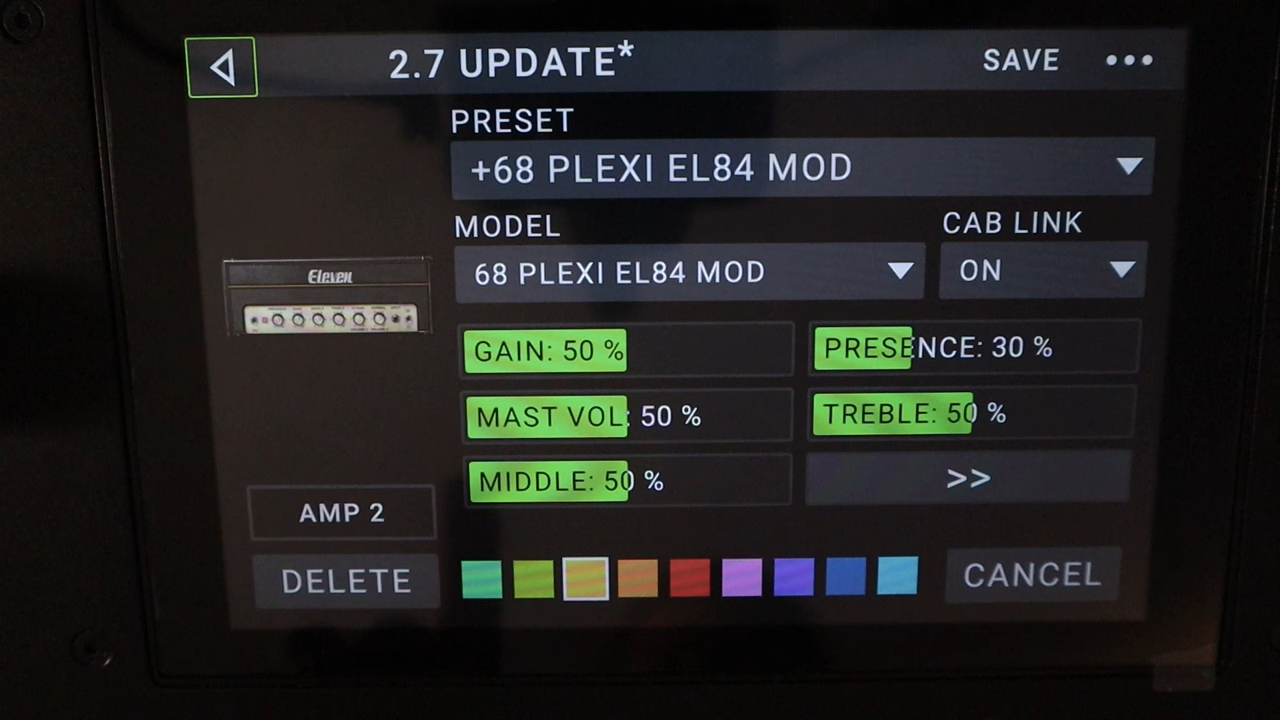 2.7 UPDATE*
SAVE
PRESET
+68 PLEXI EL84 MOD
MODEL
CAB LINK
68 PLEXI EL84 MOD
ON
Eleven
GAIN: 50 %
PRESENCE: 30 %
MAST VOL: 50 %
TREBLE: 50 %
MIDDLE: 50 %
>>
AMP 2
DELETE
CANCEL